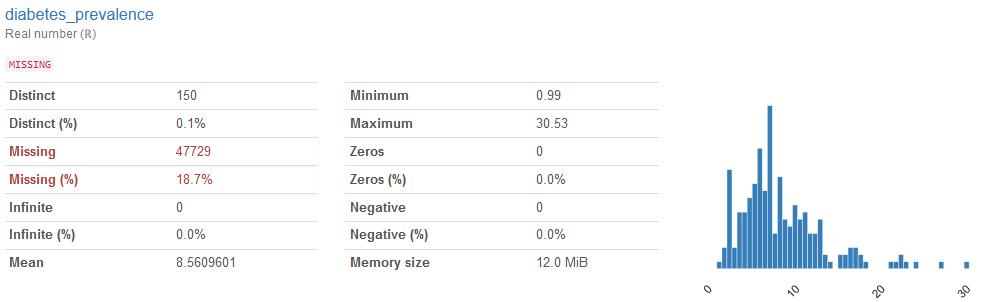 diabetes_prevalence
Real number (ℝ)
MISSING
Distinct 150
Distinct (%) 0.1%
Missing 47729
Missing (%) 18.7%
Infinite 0
Infinite (%) 0.0%
Mean 8.5609601
Minimum 0.99
Maximum 30.53
Zeros 0
Zeros (%) 0.0%
Negative 0
Negative (%) 0.0%
Memory size 12.0 MiB
0 10 20 30